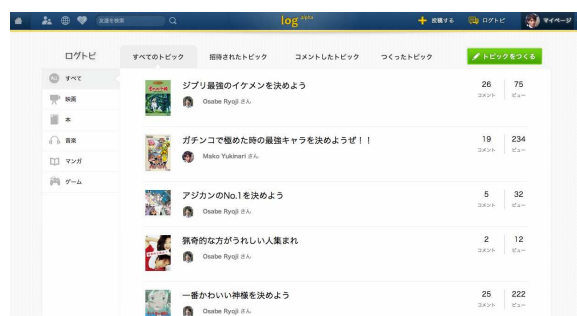 友達を検索
log alpha
投稿する
ログトピ
マイページ
ログトピ
すべてのトピック
招待されたトピック
コメントしたトピック
つくったトピック
トピックをつくる
All すべて
映画
本
音楽
マンガ
ゲーム
ジブリ最強のイケメンを決めよう
Osabe Ryoji さん
26 75
コメント ビュー
ガチンコで極めた時の最強キャラを決めようぜ！！
Mako Yukinari さん
19 234
コメント ビュー
アジカンのNo.1を決めよう
Osabe Ryoji さん
5 32
コメント ビュー
猟奇的な方がうれしい人集まれ
Osabe Ryoji さん
2 12
コメント ビュー
一番かわいい神様を決めよう
Osabe Ryoji さん
25 222
コメント ビュー